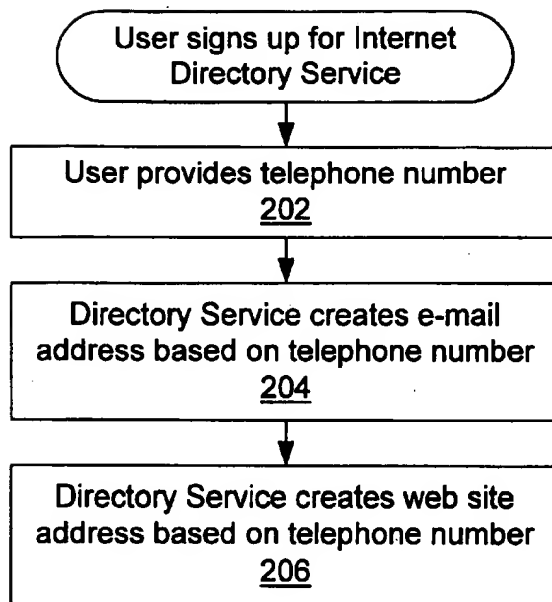 User signs up for Internet
Directory Service
User provides telephone number
202
Directory Service creates e-mail
address based on telephone number
204
Directory Service creates web site
address based on telephone number
206